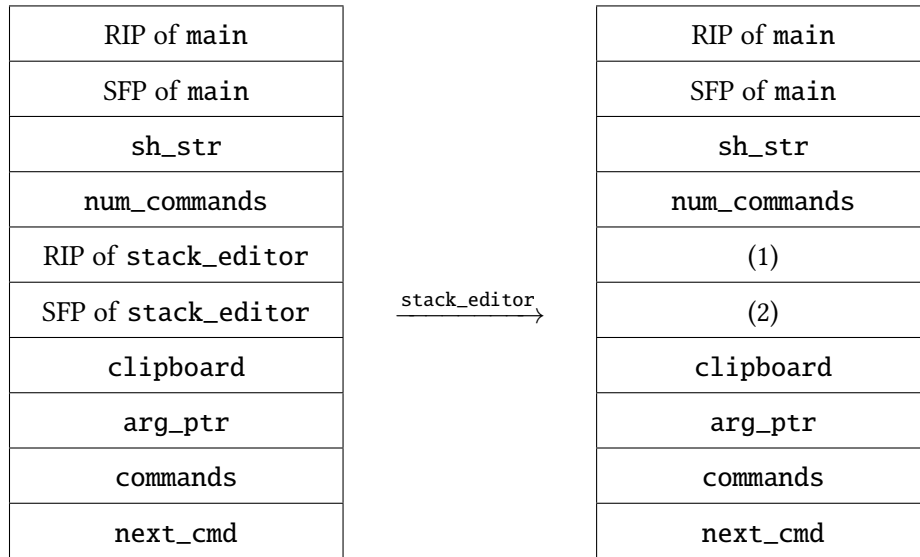 RIP of main
SFP of main
sh_str
num_commands
RIP of stack_editor
SFP of stack_editor
clipboard
arg_ptr
commands
next_cmd
stack_editor
RIP of main
SFP of main
sh_str
num_commands
(1)
(2)
clipboard
arg_ptr
commands
next_cmd